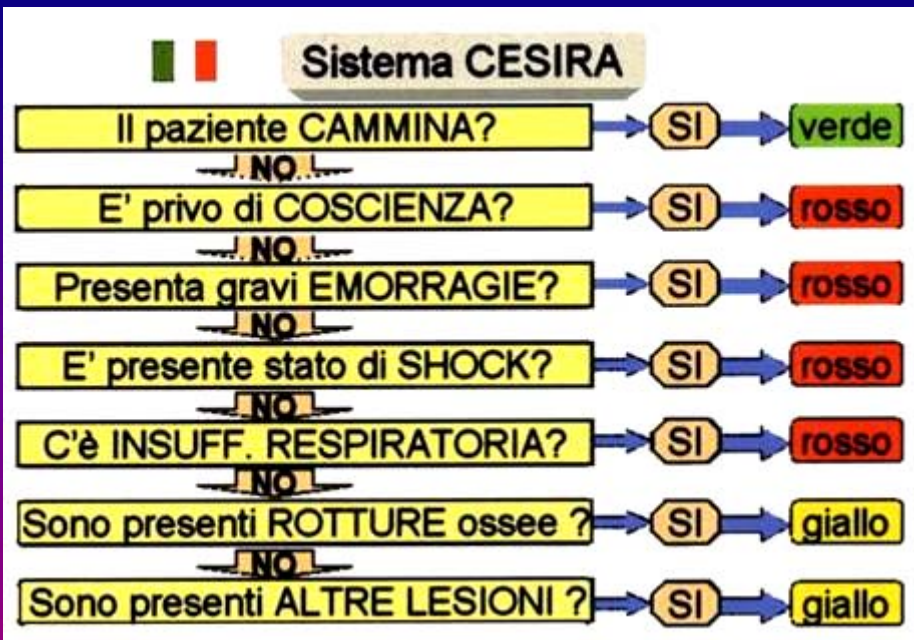 Sistema CESIRA
Il paziente CAMMINA? SI verde
NO
E' privo di COSCIENZA? SI rosso
NO
Presenta gravi EMORRAGIE? SI rosso
NO
E' presente stato di SHOCK? SI rosso
NO
C'è INSUFF. RESPIRATORIA? SI rosso
NO
Sono presenti ROTTURE ossee ? SI giallo
NO
Sono presenti ALTRE LESIONI ? SI giallo